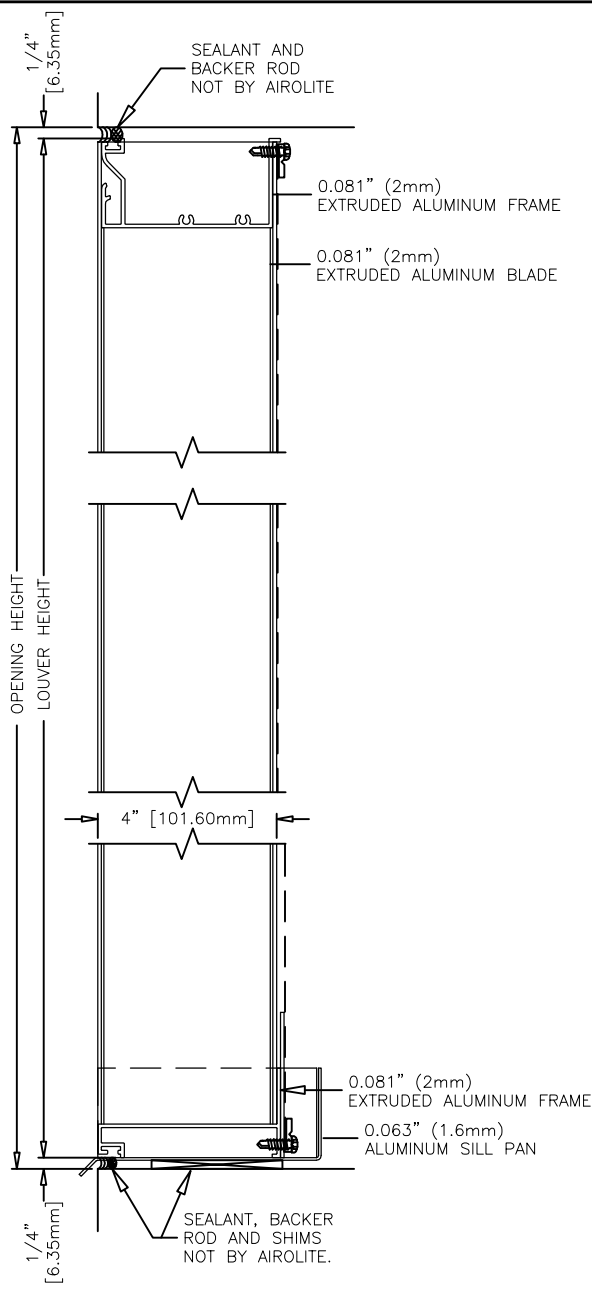 1/4"
[6.35mm]
SEALANT AND
BACKER ROD
NOT BY AIROLITE
0.081" (2mm)
EXTRUDED ALUMINUM FRAME
0.081" (2mm)
EXTRUDED ALUMINUM BLADE
OPENING HEIGHT
LOUVER HEIGHT
4" [101.60mm]
0.081" (2mm)
EXTRUDED ALUMINUM FRAME
0.063" (1.6mm)
ALUMINUM SILL PAN
1/4"
[6.35mm]
SEALANT, BACKER
ROD AND SHIMS
NOT BY AIROLITE.